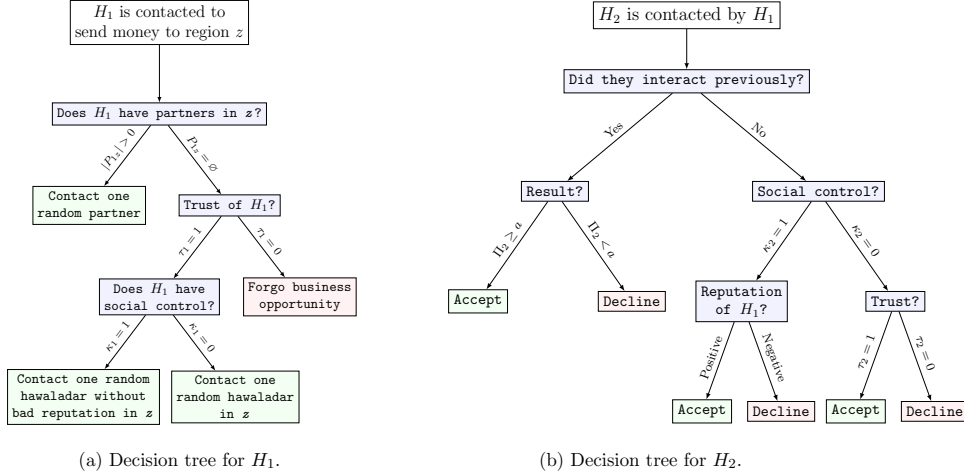 H₁ is contacted to
send money to region z
Does H₁ have partners in z?
|P₁z| > 0
P₁z = ∅
Contact one
random partner
Trust of H₁?
τ₁ = 1
τ₁ = 0
Does H₁ have
social control?
Forgo business
opportunity
κ₁ = 1
κ₁ = 0
Contact one random
hawaladar without
bad reputation in z
Contact one
random hawaladar
in z
(a) Decision tree for H₁.
H₂ is contacted by H₁
Did they interact previously?
Yes
No
Result?
Social control?
Π₂ ≥ a
Π₂ < a
κ₂ = 1
κ₂ = 0
Accept
Decline
Reputation
of H₁?
Trust?
Positive
Negative
τ₂ = 1
τ₂ = 0
Accept
Decline
Accept
Decline
(b) Decision tree for H₂.